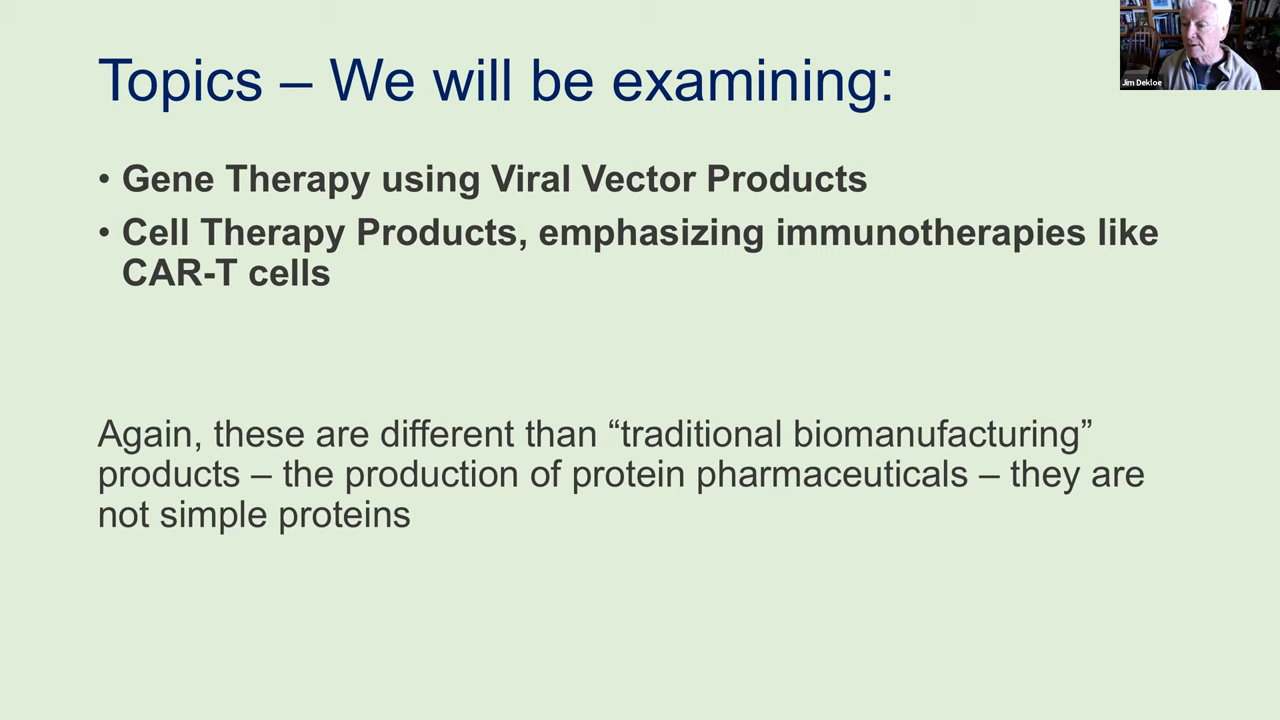 Topics – We will be examining:
Jim Dekloe
• Gene Therapy using Viral Vector Products
• Cell Therapy Products, emphasizing immunotherapies like
CAR-T cells
Again, these are different than “traditional biomanufacturing”
products – the production of protein pharmaceuticals – they are
not simple proteins